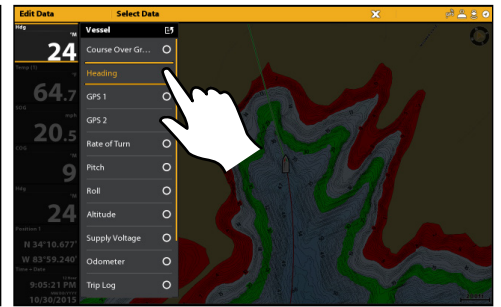 Edit Data
Select Data
Hdg
°M
24
Temp (1)
°F
64.7
SOG
mph
20.5
COG
°M
9
Hdg
°M
24
Position 1
N 34°10.677'
W 83°59.240'
Time + Date
9:05:21 PM
10/30/2015
Vessel
Course Over Gr...
Heading
GPS 1
GPS 2
Rate of Turn
Pitch
Roll
Altitude
Supply Voltage
Odometer
Trip Log